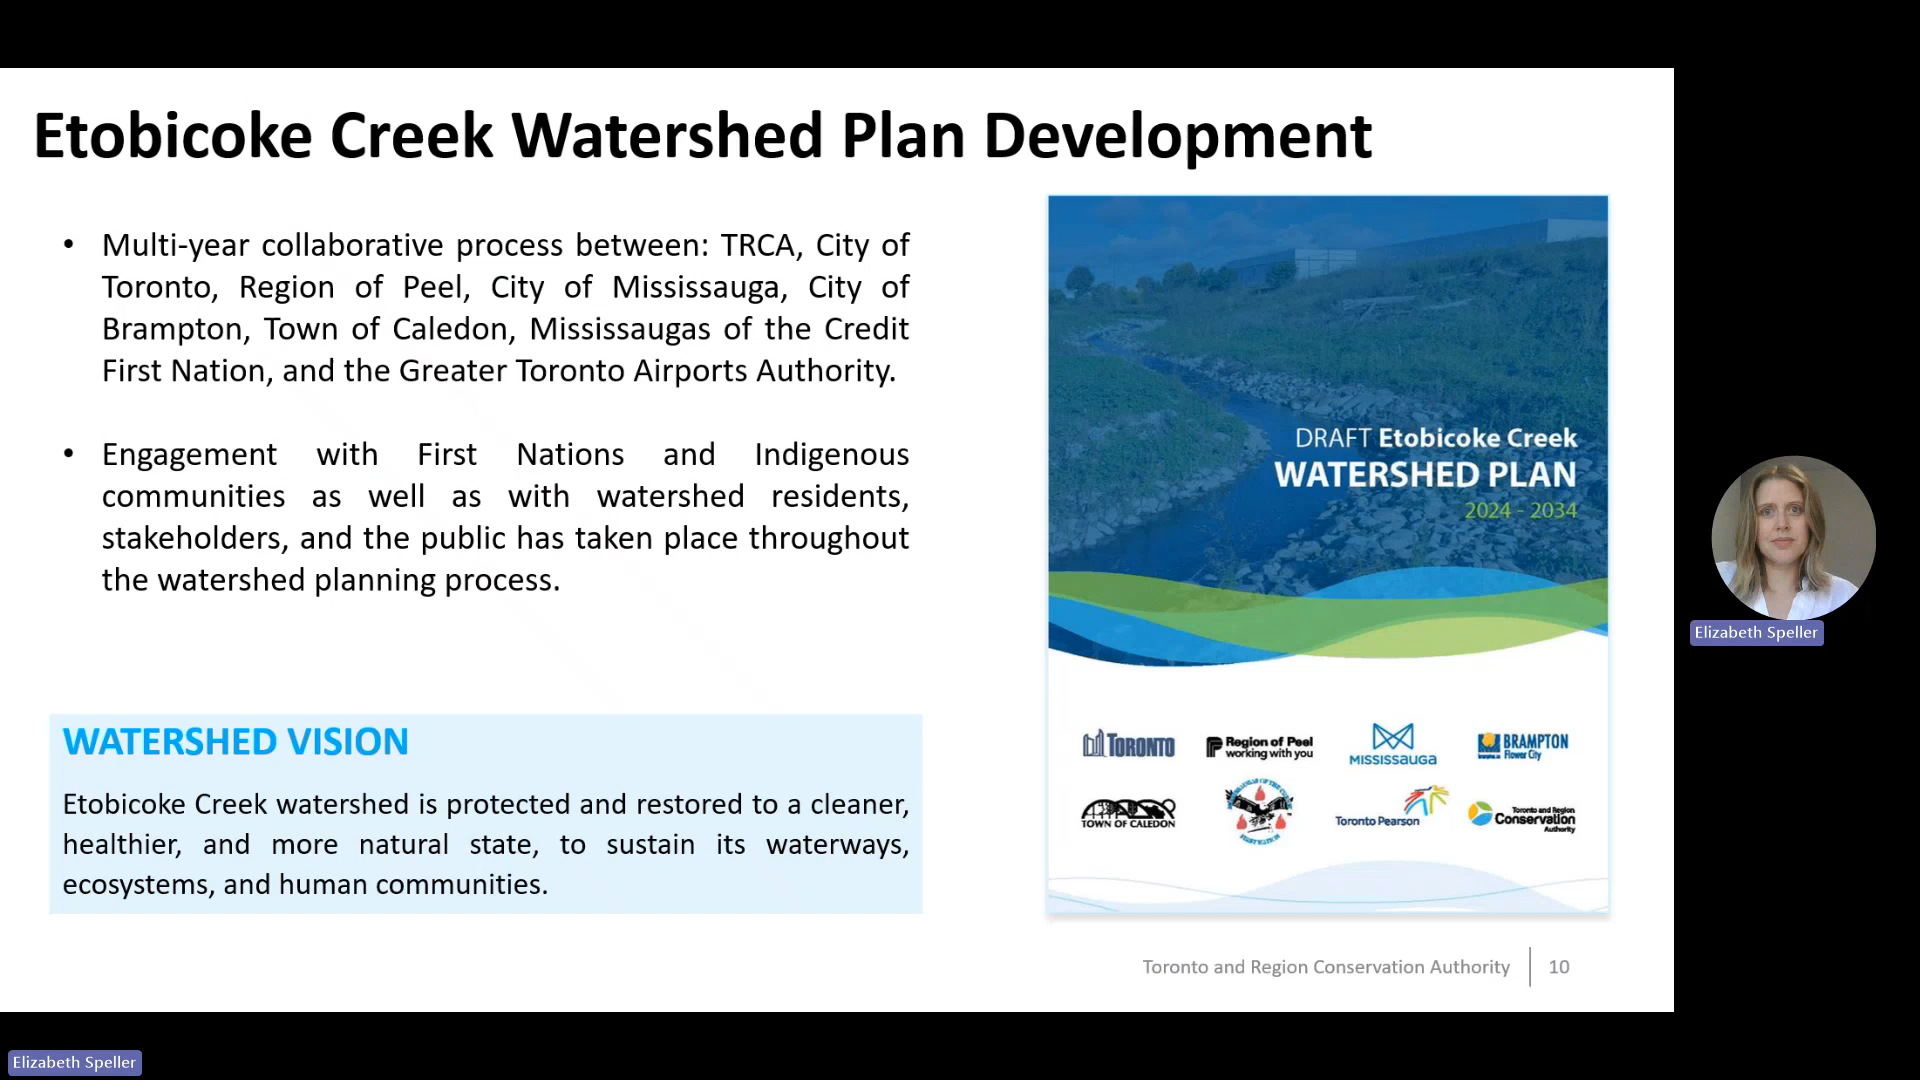 Etobicoke Creek Watershed Plan Development
• Multi-year collaborative process between: TRCA, City of
Toronto, Region of Peel, City of Mississauga, City of
Brampton, Town of Caledon, Mississaugas of the Credit
First Nation, and the Greater Toronto Airports Authority.
• Engagement with First Nations and Indigenous
communities as well as with watershed residents,
stakeholders, and the public has taken place throughout
the watershed planning process.
WATERSHED VISION
Etobicoke Creek watershed is protected and restored to a cleaner,
healthier, and more natural state, to sustain its waterways,
ecosystems, and human communities.
DRAFT Etobicoke Creek
WATERSHED PLAN
2024 - 2034
TORONTO
Region of Peel
working with you
MISSISSAUGA
BRAMPTON
Flower City
TOWN OF CALEDON
Toronto Pearson
Toronto and Region
Conservation
Authority
Toronto and Region Conservation Authority
10
Elizabeth Speller
Elizabeth Speller